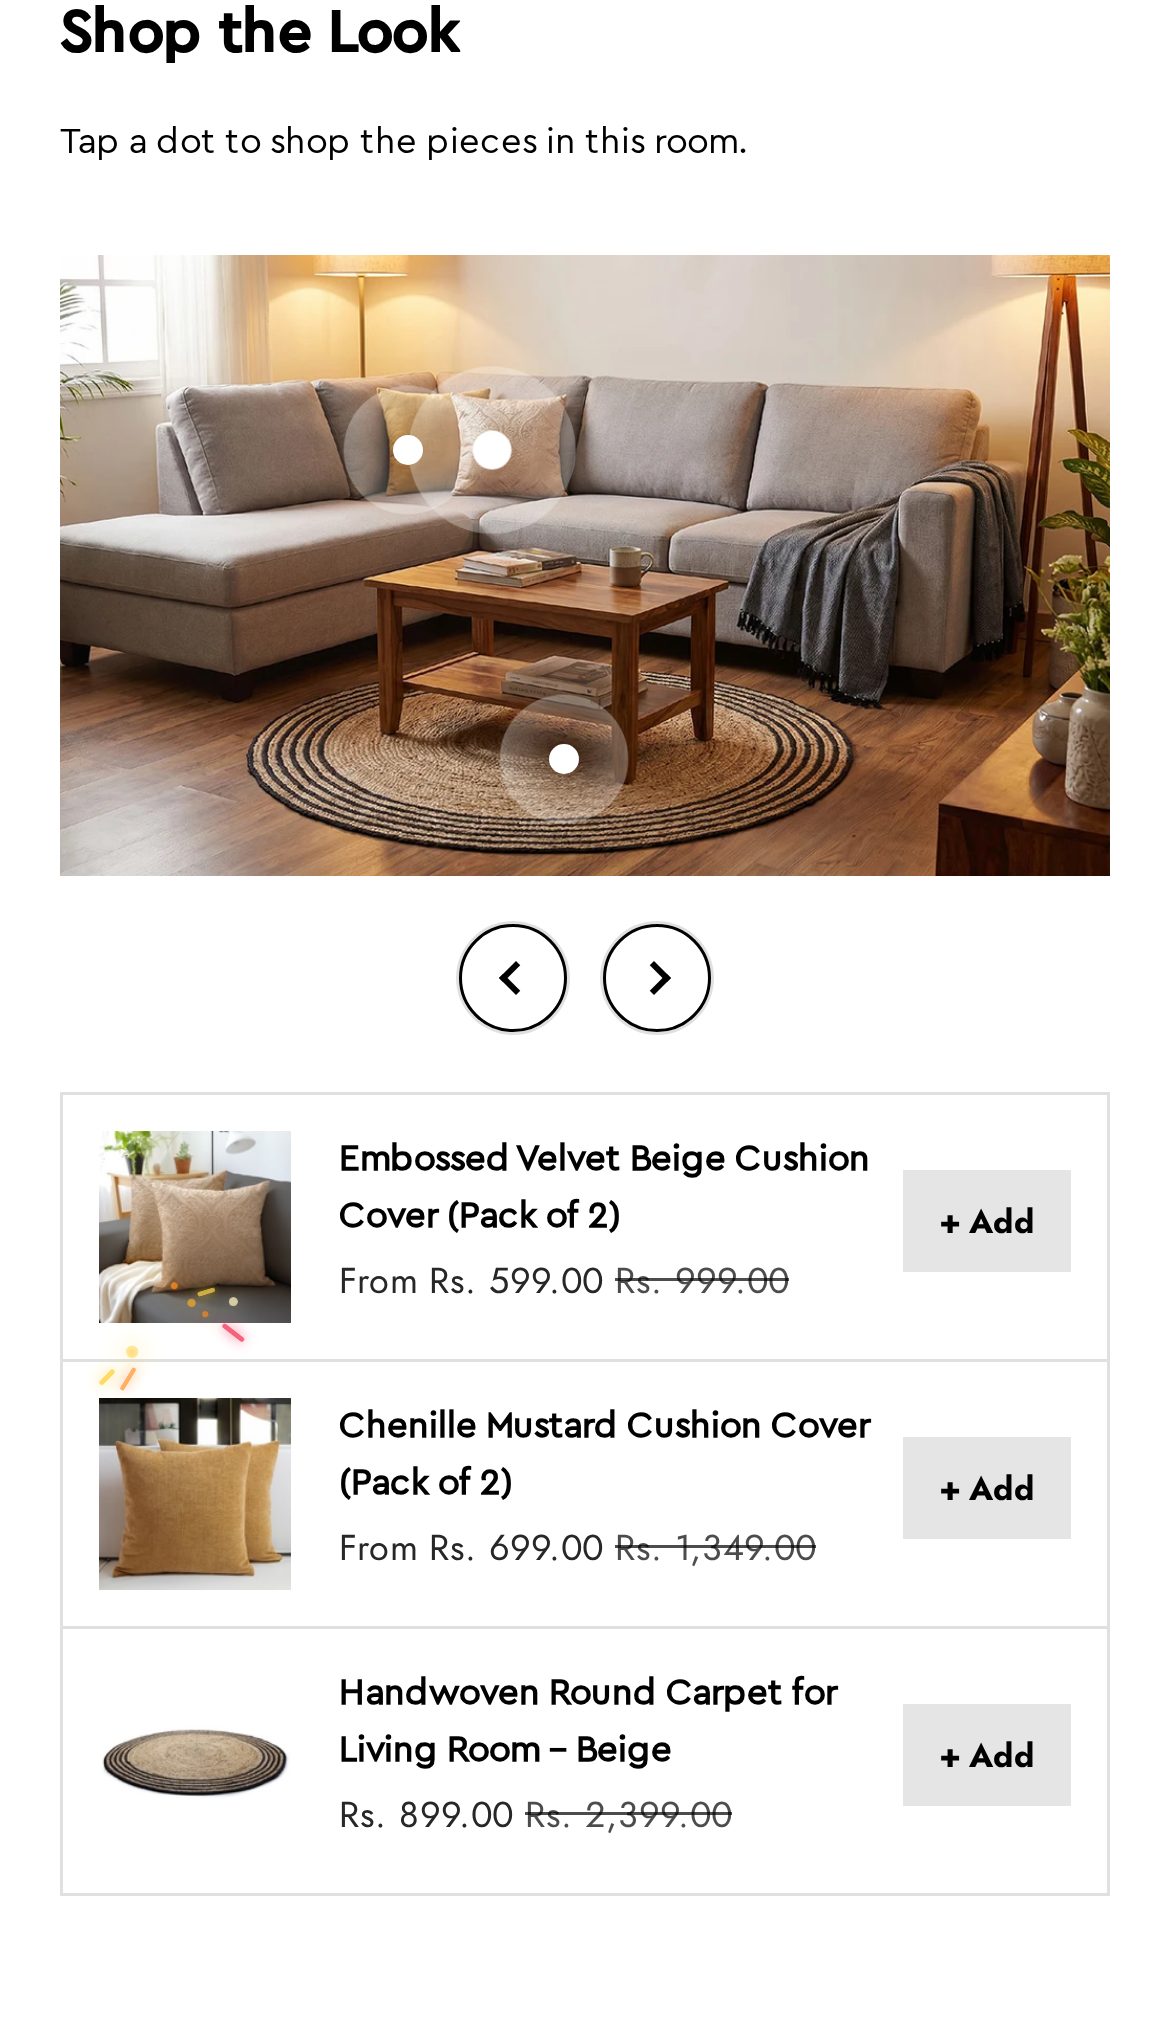 Shop the Look
Tap a dot to shop the pieces in this room.
Embossed Velvet Beige Cushion
Cover (Pack of 2)
From Rs. 599.00 Rs. 999.00
+ Add
Chenille Mustard Cushion Cover
(Pack of 2)
From Rs. 699.00 Rs. 1,349.00
+ Add
Handwoven Round Carpet for
Living Room – Beige
Rs. 899.00 Rs. 2,399.00
+ Add